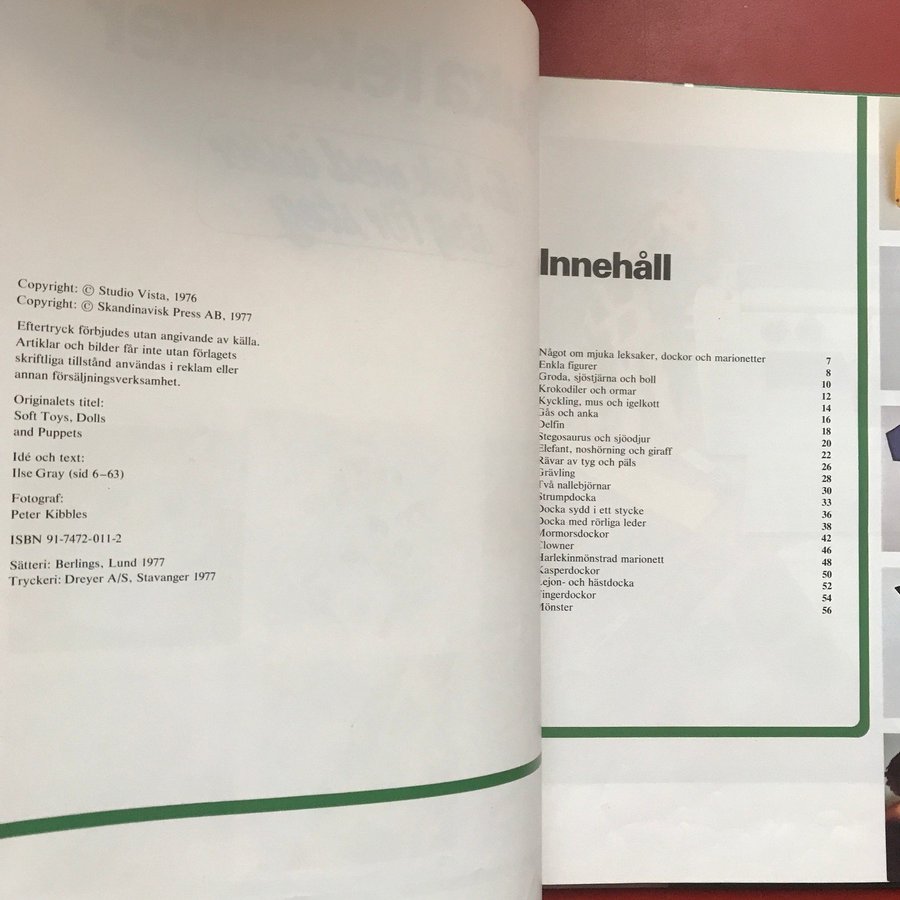 Copyright: © Studio Vista, 1976
Copyright: © Skandinavisk Press AB, 1977
Eftertryck förbjudes utan angivande av källa.
Artiklar och bilder får inte utan förlagets
skriftliga tillstånd användas i reklam eller
annan försäljningsverksamhet.
Originalets titel:
Soft Toys, Dolls
and Puppets
Idé och text:
Ilse Gray (sid 6–63)
Fotograf:
Peter Kibbles
ISBN 91-7472-011-2
Sätteri: Berlings, Lund 1977
Tryckeri: Dreyer A/S, Stavanger 1977
Innehåll
Något om mjuka leksaker, dockor och marionetter 7
Enkla figurer 8
Groda, sjöstjärna och boll 10
Krokodiler och ormar 12
Kyckling, mus och igelkott 14
Gås och anka 16
Delfin 18
Stegosaurus och sjöodjur 20
Elefant, noshörning och giraff 22
Rävar av tyg och päls 26
Grävling 28
Två nallebjörnar 30
Strumpdocka 33
Docka sydd i ett stycke 36
Docka med rörliga leder 38
Mormorsdockor 42
Clowner 46
Harlekinmönstrad marionett 48
Kasperdockor 50
Lejon- och hästdocka 52
Fingerdockor 54
Mönster 56